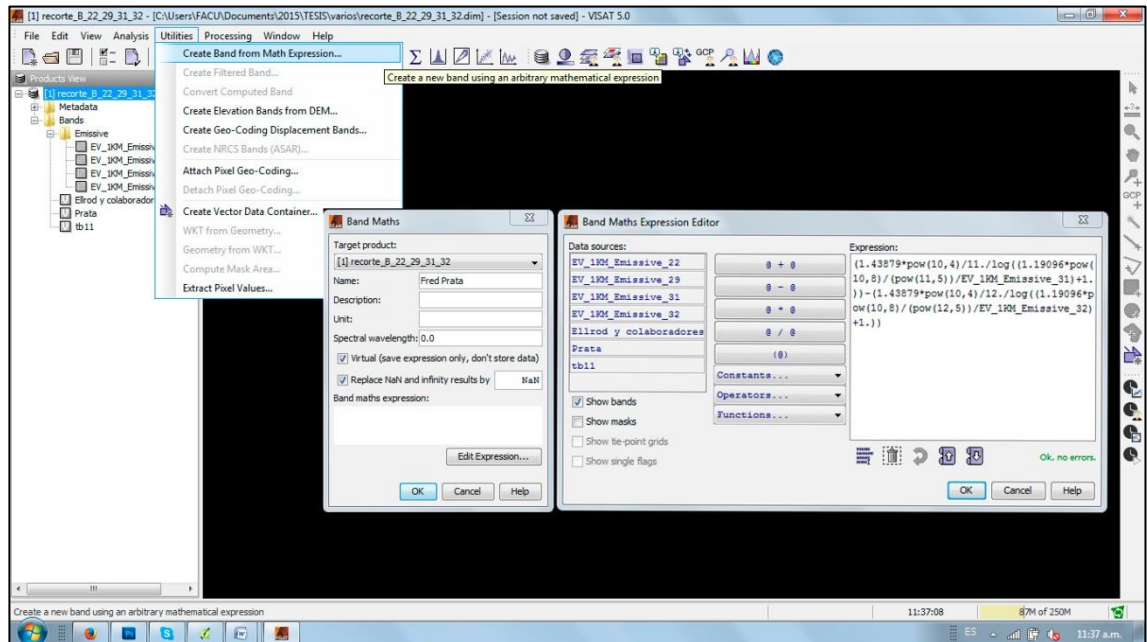 [1] recorte_B_22_29_31_32 - [C:\Users\FACU\Documents\2015\TESIS\varios\recorte_B_22_29_31_32.dim] - [Session not saved] - VISAT 5.0
File Edit View Analysis Utilities Processing Window Help
Create Band from Math Expression...
Create a new band using an arbitrary mathematical expression
Create Filtered Band...
Convert Computed Band
Create Elevation Bands from DEM...
Create Geo-Coding Displacement Bands...
Create NRCS Bands (ASAR)...
Attach Pixel Geo-Coding...
Detach Pixel Geo-Coding...
Create Vector Data Container...
WKT from Geometry...
Geometry from WKT...
Compute Mask Area...
Extract Pixel Values...
GCP
Products View
[1] recorte_B_22_29_31_32
Metadata
Bands
Emissive
EV_1KM_Emissiv
EV_1KM_Emissiv
EV_1KM_Emissiv
EV_1KM_Emissiv
Ellrod y colaborador
Prata
tb11
Band Maths
Target product:
[1] recorte_B_22_29_31_32
Name: Fred Prata
Description:
Unit:
Spectral wavelength: 0.0
Virtual (save expression only, don't store data)
Replace NaN and infinity results by NaN
Band maths expression:
Edit Expression...
OK Cancel Help
Band Maths Expression Editor
Data sources:
EV_1KM_Emissive_22
EV_1KM_Emissive_29
EV_1KM_Emissive_31
EV_1KM_Emissive_32
Ellrod y colaboradores
Prata
tb11
Show bands
Show masks
Show tie-point grids
Show single flags
@ + @
@ - @
@ * @
@ / @
(@)
Constants...
Operators...
Functions...
Expression:
(1.43879*pow(10,4)/11./log((1.19096*pow(
10,8)/(pow(11,5))/EV_1KM_Emissive_31)+1.
))-(1.43879*pow(10,4)/12./log((1.19096*p
ow(10,8)/(pow(12,5))/EV_1KM_Emissive_32)
+1.))
Ok, no errors.
OK Cancel Help
GCP
Create a new band using an arbitrary mathematical expression
11:37:08
87M of 250M
ES
11:37 a.m.